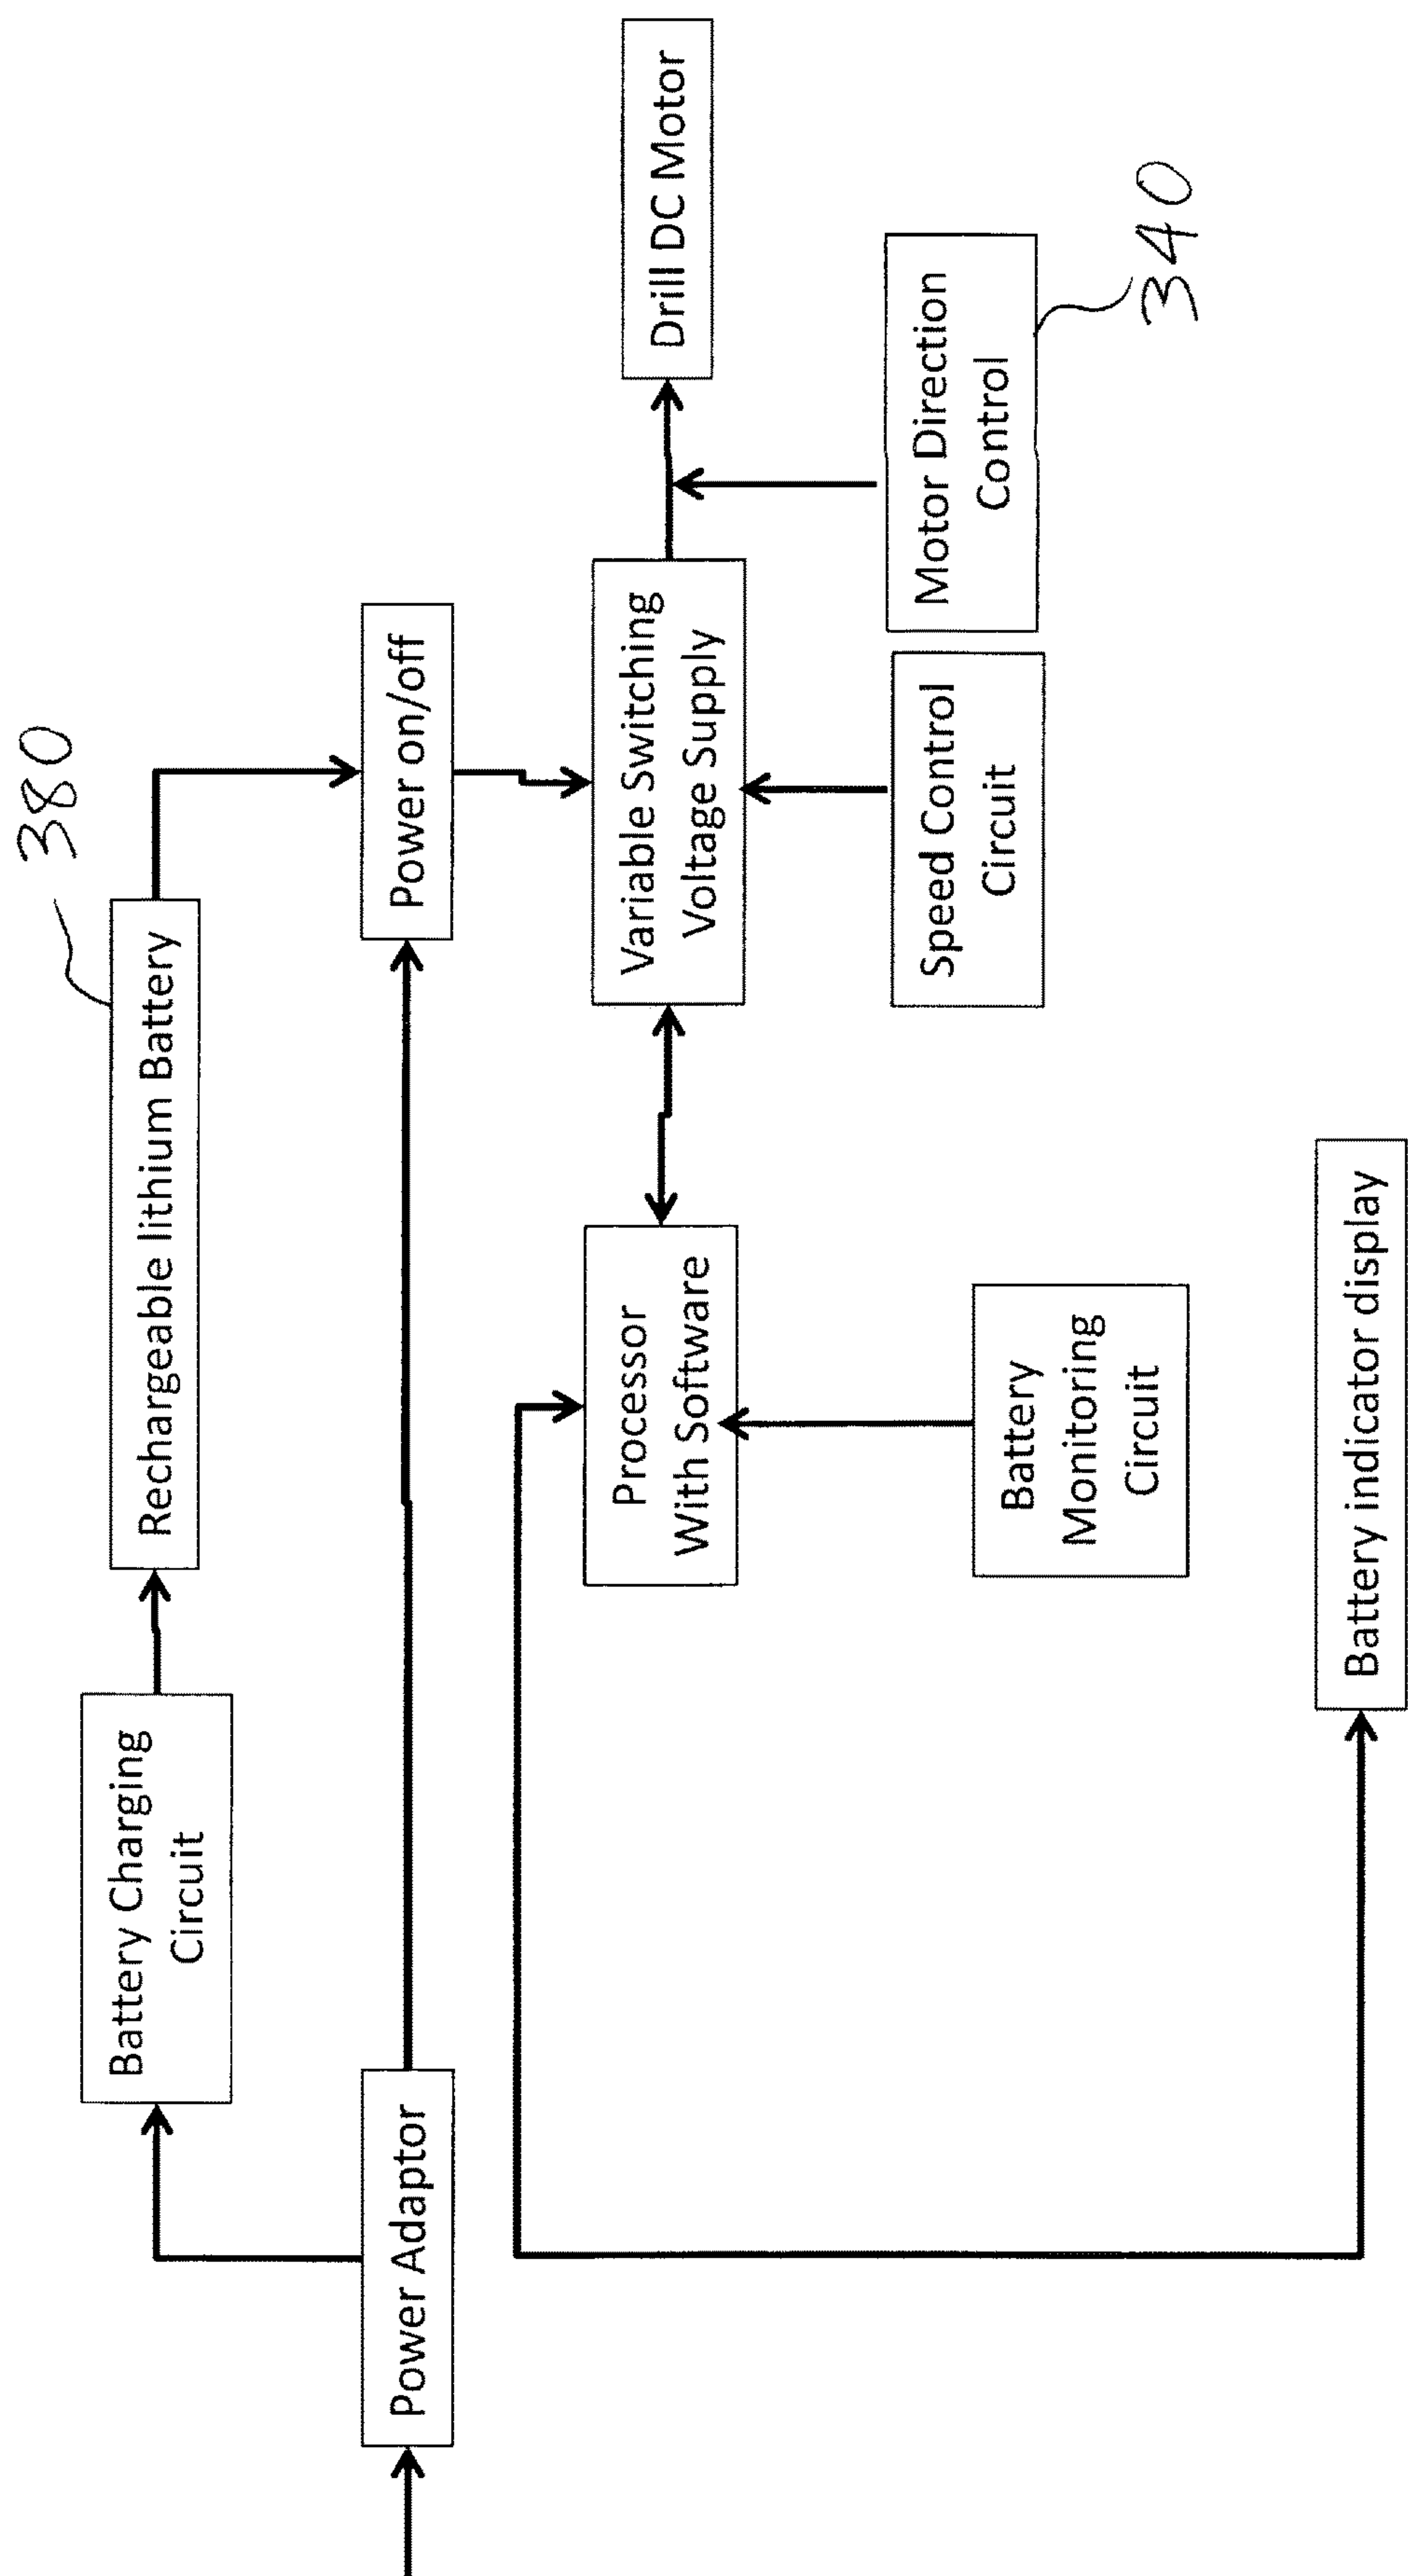 380
Battery Charging
Circuit
Rechargeable lithium Battery
Power Adaptor
Power on/off
Processor
With Software
Variable Switching
Voltage Supply
Drill DC Motor
Battery
Monitoring
Circuit
Speed Control
Circuit
Motor Direction
Control
340
Battery indicator display